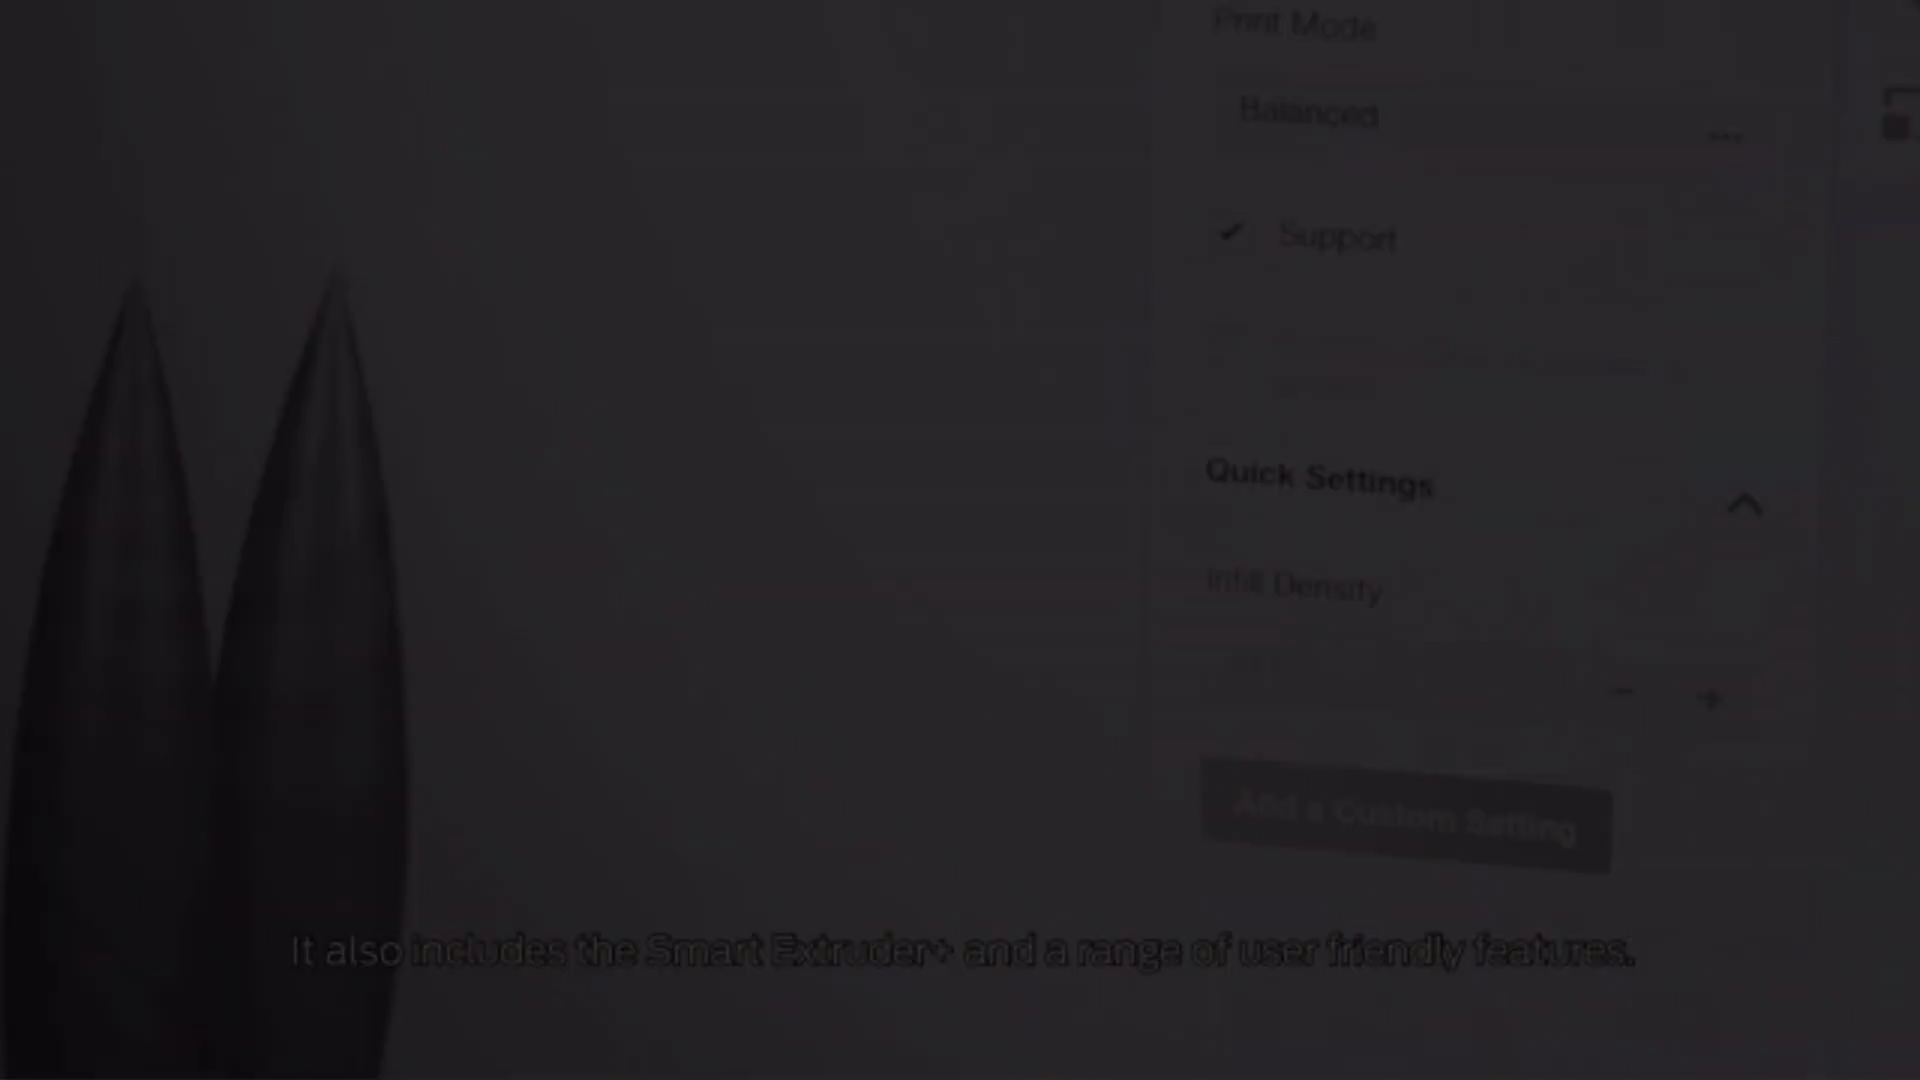 Print Mode
Balanced
Support
Quick Settings
Infill Density
Add a Custom Setting
It also includes the Smart Extruder+ and a range of user friendly features.